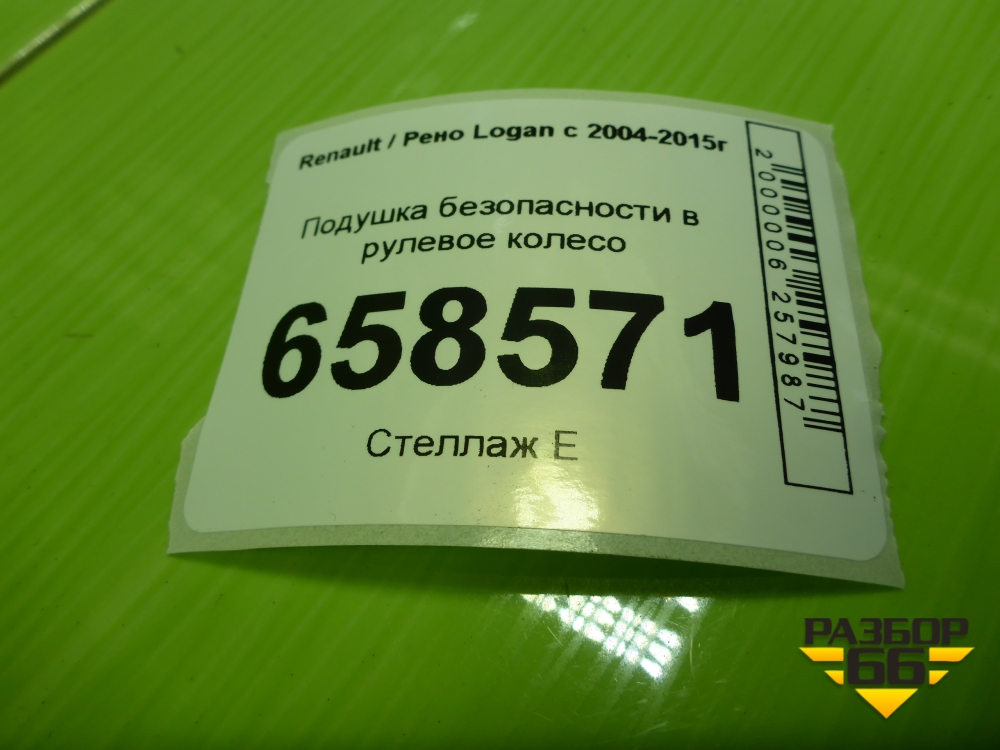 Renault / Рено Logan с 2004-2015г
Подушка безопасности в
рулевое колесо
658571
Стеллаж Е
2000006257987
РАЗБОР
66